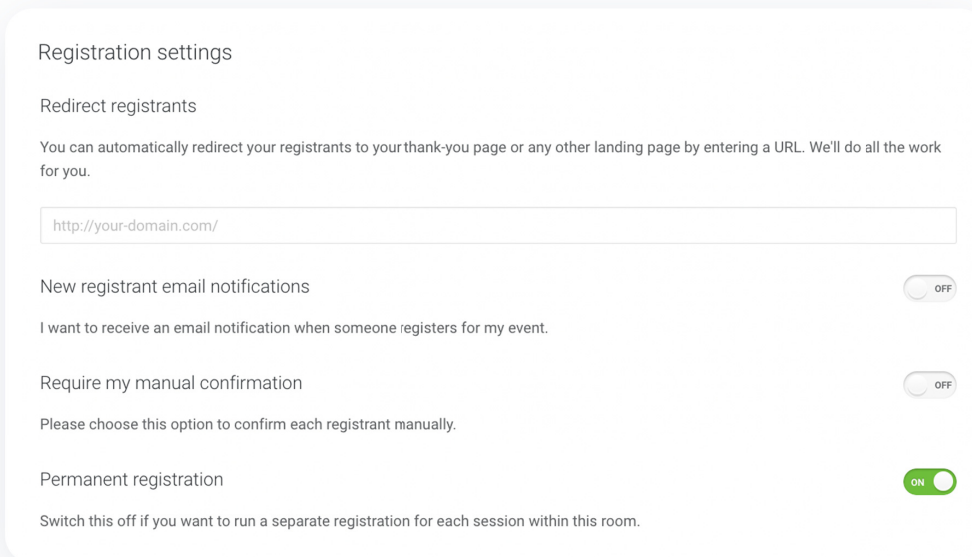 Registration settings
Redirect registrants
You can automatically redirect your registrants to your thank-you page or any other landing page by entering a URL. We'll do all the work
for you.
http://your-domain.com/
New registrant email notifications
OFF
I want to receive an email notification when someone registers for my event.
Require my manual confirmation
OFF
Please choose this option to confirm each registrant manually.
Permanent registration
ON
Switch this off if you want to run a separate registration for each session within this room.